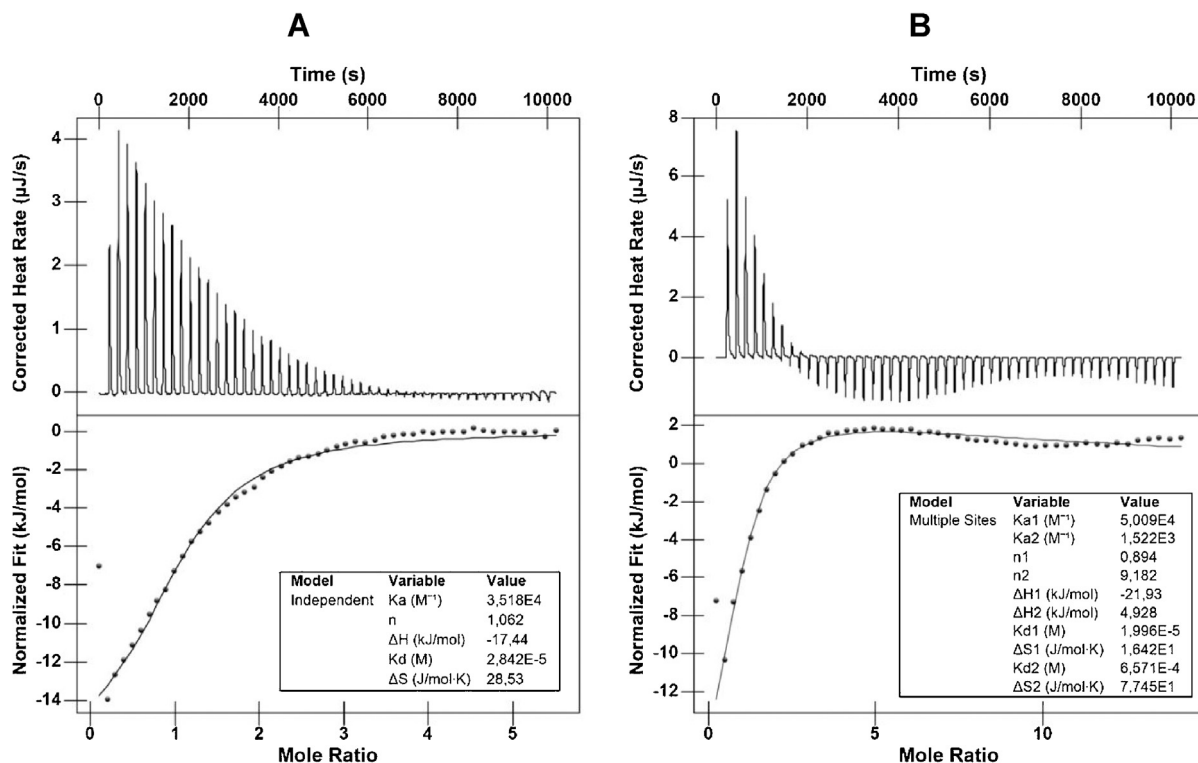 A
Time (s)
0 2000 4000 6000 8000 10000
Corrected Heat Rate (µJ/s)
4
3
2
1
0
Normalized Fit (kJ/mol)
0
-2
-4
-6
-8
-10
-12
-14
Model Variable Value
Independent Ka (M⁻¹) 3,518E4
n 1,062
ΔH (kJ/mol) -17,44
Kd (M) 2,842E-5
ΔS (J/mol·K) 28,53
0 1 2 3 4 5
Mole Ratio
B
Time (s)
0 2000 4000 6000 8000 10000
Corrected Heat Rate (µJ/s)
8
6
4
2
0
Normalized Fit (kJ/mol)
2
0
-2
-4
-6
-8
-10
-12
Model Variable Value
Multiple Sites Ka1 (M⁻¹) 5,009E4
Ka2 (M⁻¹) 1,522E3
n1 0,894
n2 9,182
ΔH1 (kJ/mol) -21,93
ΔH2 (kJ/mol) 4,928
Kd1 (M) 1,996E-5
ΔS1 (J/mol·K) 1,642E1
Kd2 (M) 6,571E-4
ΔS2 (J/mol·K) 7,745E1
0 5 10
Mole Ratio